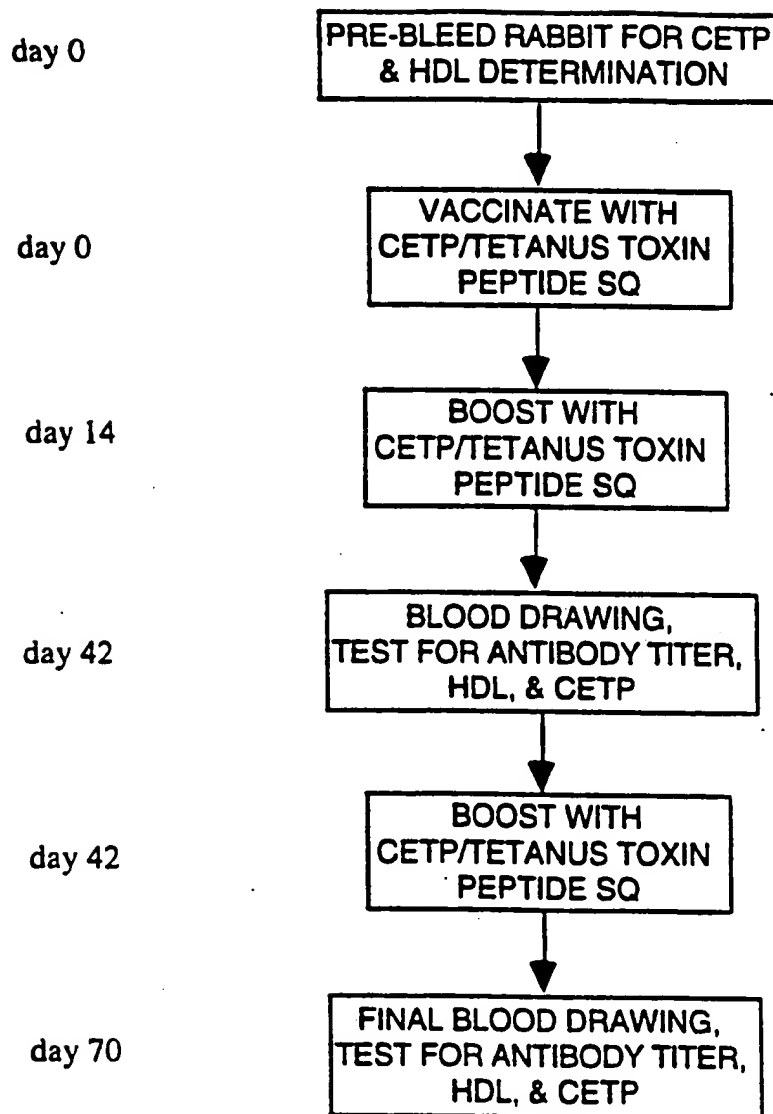 day 0
PRE-BLEED RABBIT FOR CETP
& HDL DETERMINATION
day 0
VACCINATE WITH
CETP/TETANUS TOXIN
PEPTIDE SQ
day 14
BOOST WITH
CETP/TETANUS TOXIN
PEPTIDE SQ
day 42
BLOOD DRAWING,
TEST FOR ANTIBODY TITER,
HDL, & CETP
day 42
BOOST WITH
CETP/TETANUS TOXIN
PEPTIDE SQ
day 70
FINAL BLOOD DRAWING,
TEST FOR ANTIBODY TITER,
HDL, & CETP